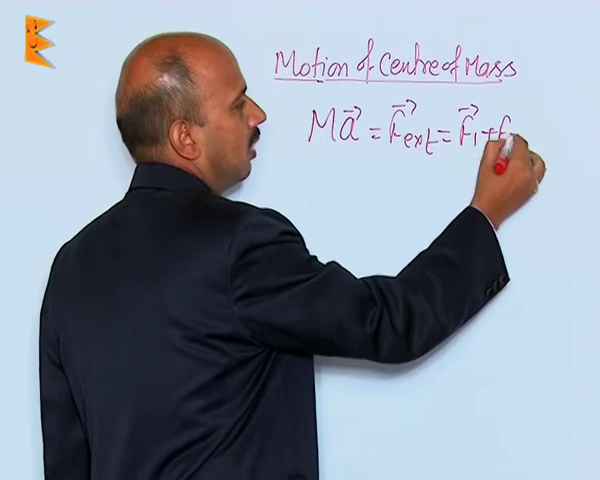 Motion of Centre of Mass
Ma⃗ = F⃗ext = F⃗1 + F